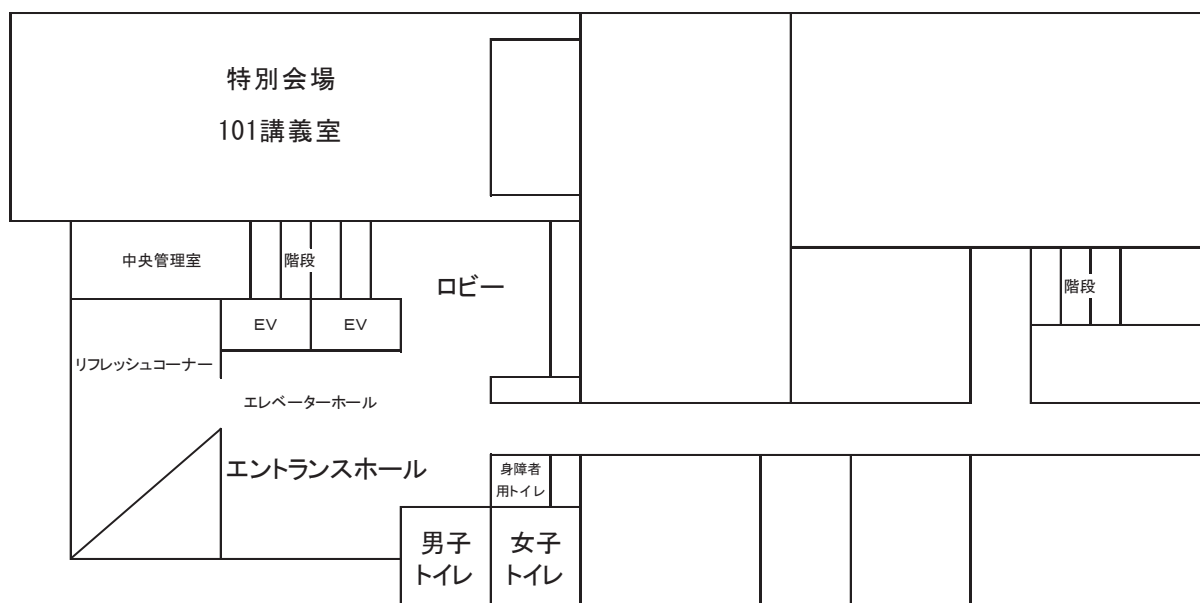 特別会場
101講義室
中央管理室
階段
ロビー
階段
EV
EV
リフレッシュコーナー
エレベーターホール
エントランスホール
身障者
用トイレ
男子
トイレ
女子
トイレ